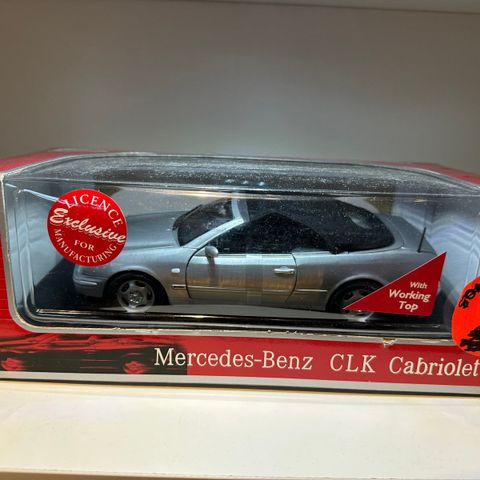 LICENCE
Exclusive
FOR
MANUFACTURING
With
Working
Top
Mercedes-Benz CLK Cabriolet